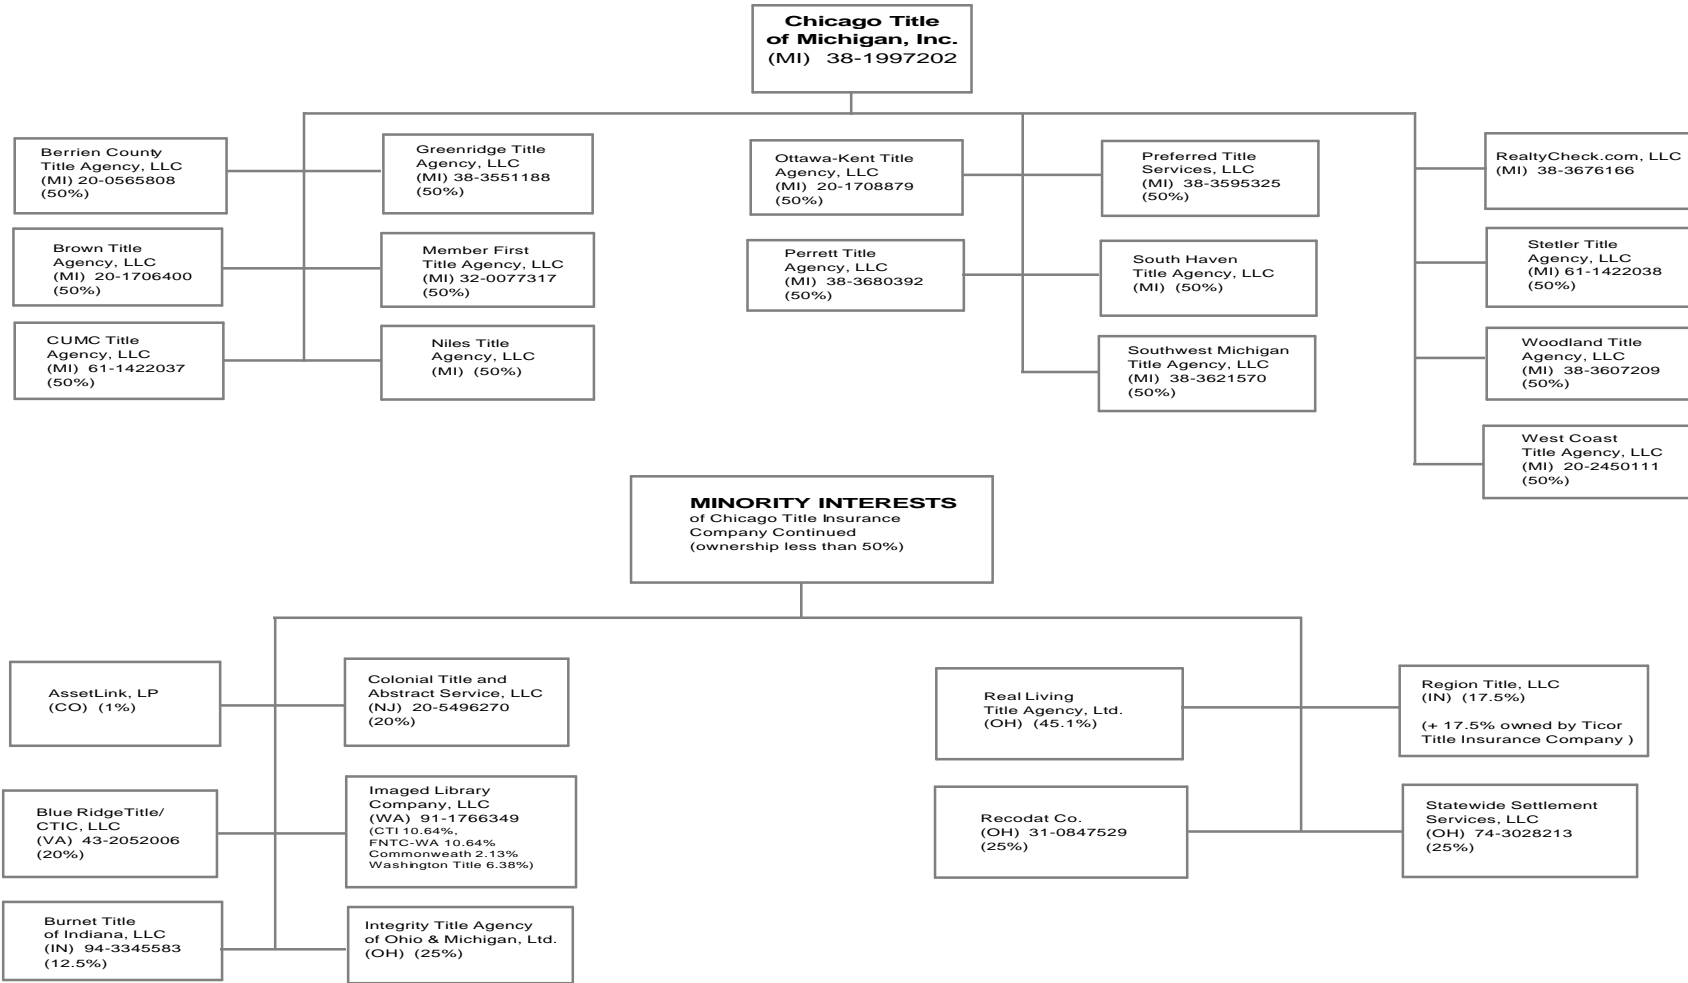 Chicago Title
of Michigan, Inc.
(MI) 38-1997202
Berrien County
Title Agency, LLC
(MI) 20-0565808
(50%)
Greenridge Title
Agency, LLC
(MI) 38-3551188
(50%)
Ottawa-Kent Title
Agency, LLC
(MI) 20-1708879
(50%)
Preferred Title
Services, LLC
(MI) 38-3595325
(50%)
RealtyCheck.com, LLC
(MI) 38-3676166
Brown Title
Agency, LLC
(MI) 20-1706400
(50%)
Member First
Title Agency, LLC
(MI) 32-0077317
(50%)
Perrett Title
Agency, LLC
(MI) 38-3680392
(50%)
South Haven
Title Agency, LLC
(MI) (50%)
Stetler Title
Agency, LLC
(MI) 61-1422038
(50%)
CUMC Title
Agency, LLC
(MI) 61-1422037
(50%)
Niles Title
Agency, LLC
(MI) (50%)
Southwest Michigan
Title Agency, LLC
(MI) 38-3621570
(50%)
Woodland Title
Agency, LLC
(MI) 38-3607209
(50%)
West Coast
Title Agency, LLC
(MI) 20-2450111
(50%)
MINORITY INTERESTS
of Chicago Title Insurance
Company Continued
(ownership less than 50%)
AssetLink, LP
(CO) (1%)
Colonial Title and
Abstract Service, LLC
(NJ) 20-5496270
(20%)
Real Living
Title Agency, Ltd.
(OH) (45.1%)
Region Title, LLC
(IN) (17.5%)
(+ 17.5% owned by Ticor
Title Insurance Company )
Blue RidgeTitle/
CTIC, LLC
(VA) 43-2052006
(20%)
Imaged Library
Company, LLC
(WA) 91-1766349
(CTI 10.64%,
FNTC-WA 10.64%
Commonweath 2.13%
Washington Title 6.38%)
Recodat Co.
(OH) 31-0847529
(25%)
Statewide Settlement
Services, LLC
(OH) 74-3028213
(25%)
Burnet Title
of Indiana, LLC
(IN) 94-3345583
(12.5%)
Integrity Title Agency
of Ohio & Michigan, Ltd.
(OH) (25%)